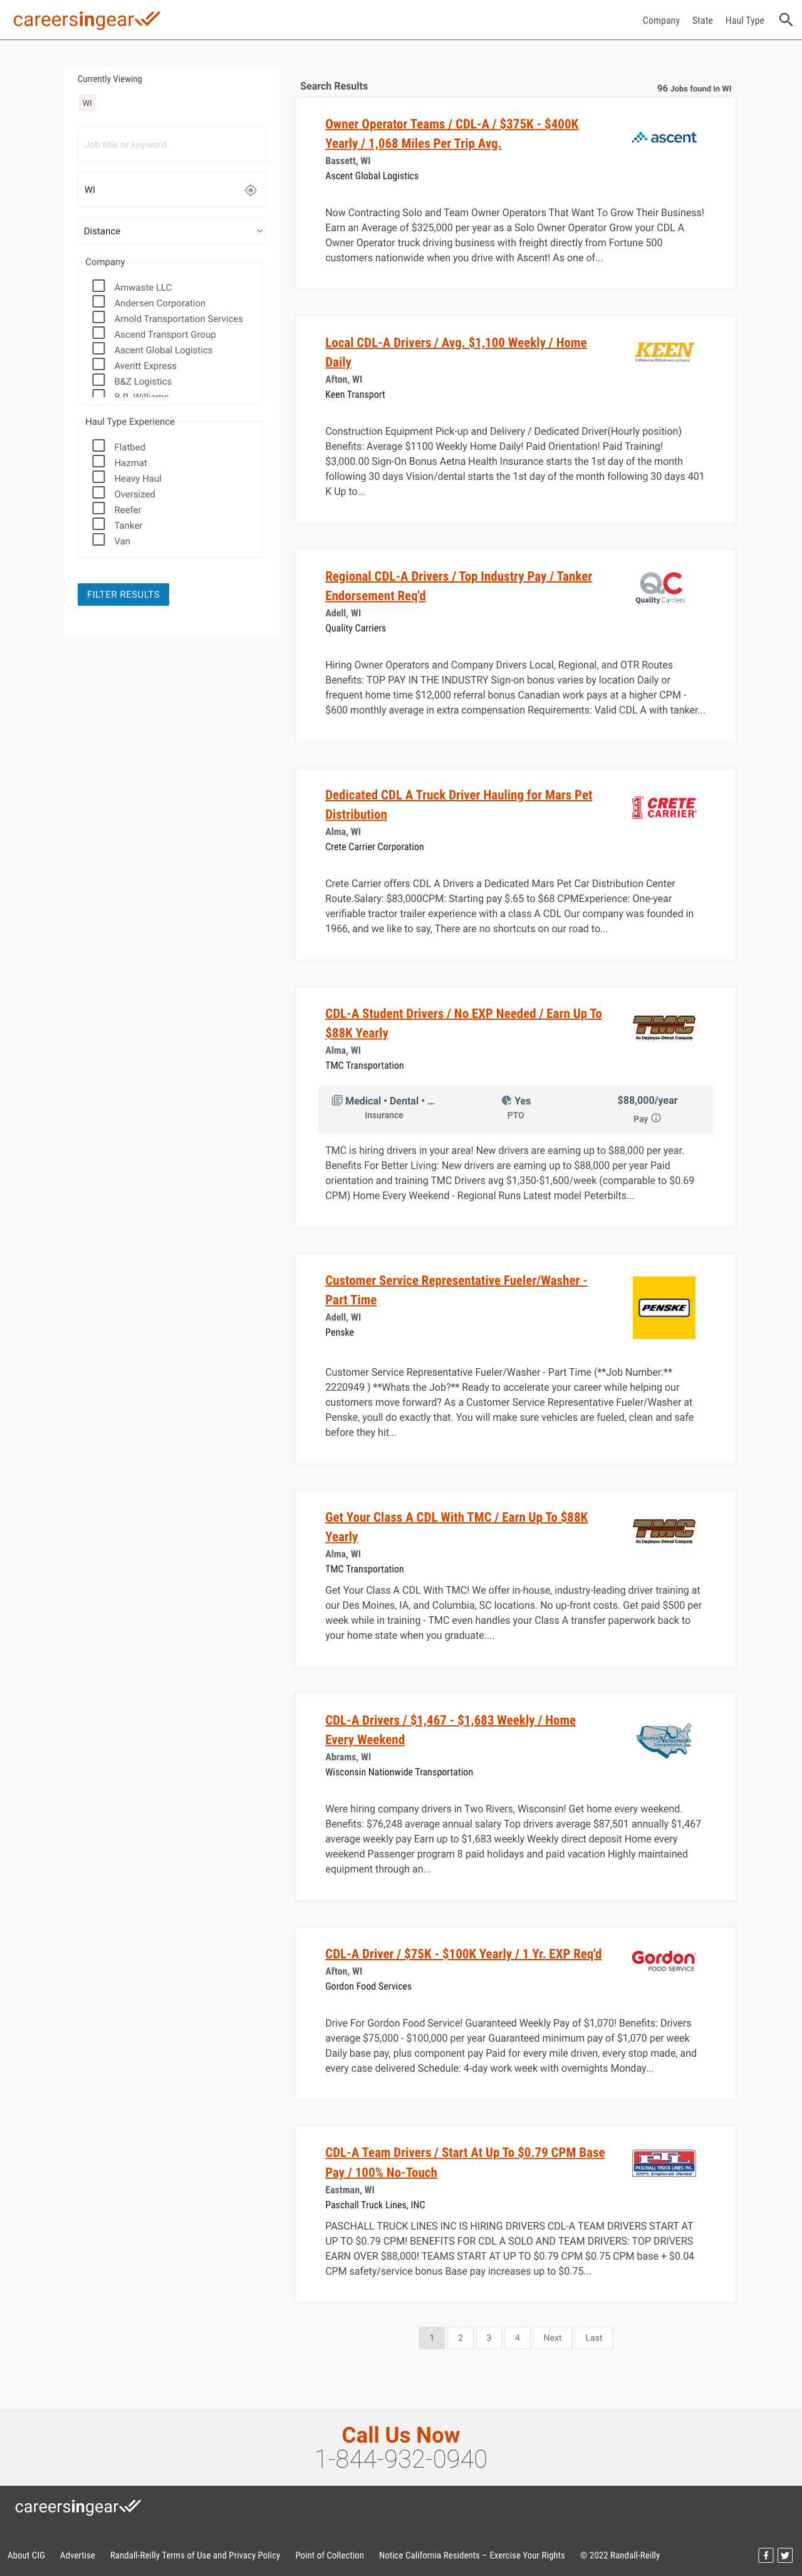 careersingear
Company State Haul Type
Currently Viewing
WI
Job title or keyword
WI
Distance
Company
Amwaste LLC
Andersen Corporation
Arnold Transportation Services
Ascend Transport Group
Ascent Global Logistics
Averitt Express
B&Z Logistics
B.R. Williams
Haul Type Experience
Flatbed
Hazmat
Heavy Haul
Oversized
Reefer
Tanker
Van
FILTER RESULTS
Search Results
96 Jobs found in WI
Owner Operator Teams / CDL-A / $375K - $400K
Yearly / 1,068 Miles Per Trip Avg.
Bassett, WI
Ascent Global Logistics
ascent
Now Contracting Solo and Team Owner Operators That Want To Grow Their Business!
Earn an Average of $325,000 per year as a Solo Owner Operator Grow your CDL A
Owner Operator truck driving business with freight directly from Fortune 500
customers nationwide when you drive with Ascent! As one of...
Local CDL-A Drivers / Avg. $1,100 Weekly / Home
Daily
Afton, WI
Keen Transport
KEEN
Construction Equipment Pick-up and Delivery / Dedicated Driver(Hourly position)
Benefits: Average $1100 Weekly Home Daily! Paid Orientation! Paid Training!
$3,000.00 Sign-On Bonus Aetna Health Insurance starts the 1st day of the month
following 30 days Vision/dental starts the 1st day of the month following 30 days 401
K Up to...
Regional CDL-A Drivers / Top Industry Pay / Tanker
Endorsement Req'd
Adell, WI
Quality Carriers
QC
Quality Carriers
Hiring Owner Operators and Company Drivers Local, Regional, and OTR Routes
Benefits: TOP PAY IN THE INDUSTRY Sign-on bonus varies by location Daily or
frequent home time $12,000 referral bonus Canadian work pays at a higher CPM -
$600 monthly average in extra compensation Requirements: Valid CDL A with tanker...
Dedicated CDL A Truck Driver Hauling for Mars Pet
Distribution
Alma, WI
Crete Carrier Corporation
CRETE
CARRIER
Crete Carrier offers CDL A Drivers a Dedicated Mars Pet Car Distribution Center
Route.Salary: $83,000CPM: Starting pay $.65 to $68 CPMExperience: One-year
verifiable tractor trailer experience with a class A CDL Our company was founded in
1966, and we like to say, There are no shortcuts on our road to...
CDL-A Student Drivers / No EXP Needed / Earn Up To
$88K Yearly
Alma, WI
TMC Transportation
TMC
An Employee-Owned Company
Medical • Dental • ... Yes $88,000/year
Insurance PTO Pay
TMC is hiring drivers in your area! New drivers are earning up to $88,000 per year.
Benefits For Better Living: New drivers are earning up to $88,000 per year Paid
orientation and training TMC Drivers avg $1,350-$1,600/week (comparable to $0.69
CPM) Home Every Weekend - Regional Runs Latest model Peterbilts...
Customer Service Representative Fueler/Washer -
Part Time
Adell, WI
Penske
PENSKE
Customer Service Representative Fueler/Washer - Part Time (**Job Number:**
2220949 ) **Whats the Job?** Ready to accelerate your career while helping our
customers move forward? As a Customer Service Representative Fueler/Washer at
Penske, youll do exactly that. You will make sure vehicles are fueled, clean and safe
before they hit...
Get Your Class A CDL With TMC / Earn Up To $88K
Yearly
Alma, WI
TMC Transportation
TMC
An Employee-Owned Company
Get Your Class A CDL With TMC! We offer in-house, industry-leading driver training at
our Des Moines, IA, and Columbia, SC locations. No up-front costs. Get paid $500 per
week while in training - TMC even handles your Class A transfer paperwork back to
your home state when you graduate....
CDL-A Drivers / $1,467 - $1,683 Weekly / Home
Every Weekend
Abrams, WI
Wisconsin Nationwide Transportation
Were hiring company drivers in Two Rivers, Wisconsin! Get home every weekend.
Benefits: $76,248 average annual salary Top drivers average $87,501 annually $1,467
average weekly pay Earn up to $1,683 weekly Weekly direct deposit Home every
weekend Passenger program 8 paid holidays and paid vacation Highly maintained
equipment through an...
CDL-A Driver / $75K - $100K Yearly / 1 Yr. EXP Req'd
Afton, WI
Gordon Food Services
Gordon
FOOD SERVICE
Drive For Gordon Food Service! Guaranteed Weekly Pay of $1,070! Benefits: Drivers
average $75,000 - $100,000 per year Guaranteed minimum pay of $1,070 per week
Daily base pay, plus component pay Paid for every mile driven, every stop made, and
every case delivered Schedule: 4-day work week with overnights Monday...
CDL-A Team Drivers / Start At Up To $0.79 CPM Base
Pay / 100% No-Touch
Eastman, WI
Paschall Truck Lines, INC
PTL
PASCHALL TRUCK LINES, INC.
100% Employee Owned
PASCHALL TRUCK LINES INC IS HIRING DRIVERS CDL-A TEAM DRIVERS START AT
UP TO $0.79 CPM! BENEFITS FOR CDL A SOLO AND TEAM DRIVERS: TOP DRIVERS
EARN OVER $88,000! TEAMS START AT UP TO $0.79 CPM $0.75 CPM base + $0.04
CPM safety/service bonus Base pay increases up to $0.75...
1 2 3 4 Next Last
Call Us Now
1-844-932-0940
careersingear
About CIG Advertise Randall-Reilly Terms of Use and Privacy Policy Point of Collection Notice California Residents – Exercise Your Rights © 2022 Randall-Reilly